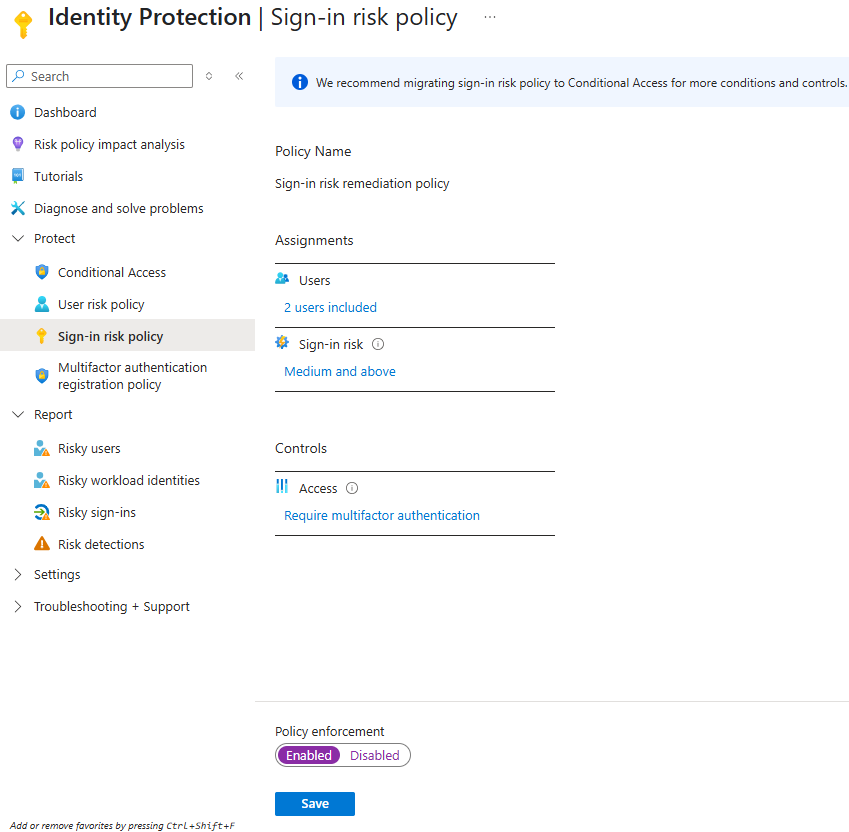 Identity Protection | Sign-in risk policy ...
Search
We recommend migrating sign-in risk policy to Conditional Access for more conditions and controls.
Dashboard
Risk policy impact analysis
Tutorials
Diagnose and solve problems
Protect
Conditional Access
User risk policy
Sign-in risk policy
Multifactor authentication
registration policy
Report
Risky users
Risky workload identities
Risky sign-ins
Risk detections
Settings
Troubleshooting + Support
Add or remove favorites by pressing Ctrl+Shift+F
Policy Name
Sign-in risk remediation policy
Assignments
Users
2 users included
Sign-in risk
Medium and above
Controls
Access
Require multifactor authentication
Policy enforcement
Enabled Disabled
Save